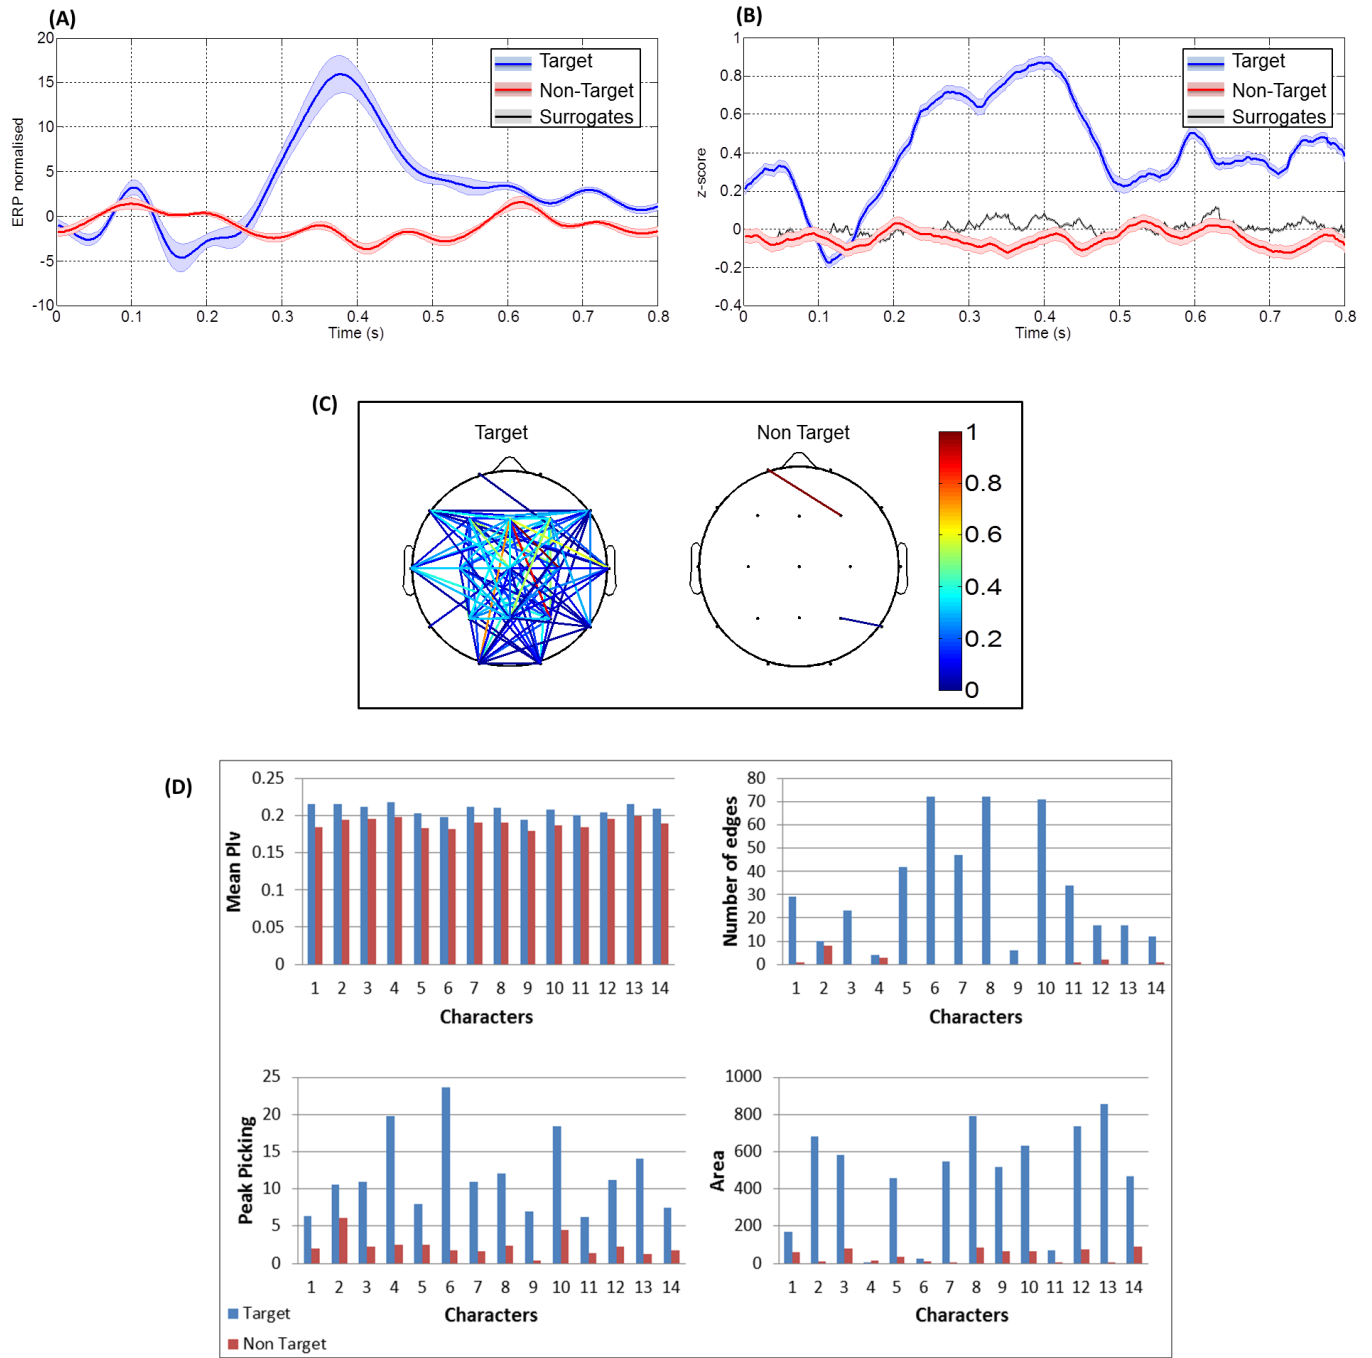 (A)
20
15
10
5
0
-5
-10
ERP normalised
0 0.1 0.2 0.3 0.4 0.5 0.6 0.7 0.8
Time (s)
Target
Non-Target
Surrogates
(B)
1
0.8
0.6
0.4
0.2
0
-0.2
-0.4
z-score
0 0.1 0.2 0.3 0.4 0.5 0.6 0.7 0.8
Time (s)
Target
Non-Target
Surrogates
(C)
Target
Non Target
1
0.8
0.6
0.4
0.2
0
(D)
0.25
0.2
0.15
0.1
0.05
0
Mean Plv
1 2 3 4 5 6 7 8 9 10 11 12 13 14
Characters
80
70
60
50
40
30
20
10
0
Number of edges
1 2 3 4 5 6 7 8 9 10 11 12 13 14
Characters
25
20
15
10
5
0
Peak Picking
1 2 3 4 5 6 7 8 9 10 11 12 13 14
Characters
1000
800
600
400
200
0
Area
1 2 3 4 5 6 7 8 9 10 11 12 13 14
Characters
Target
Non Target